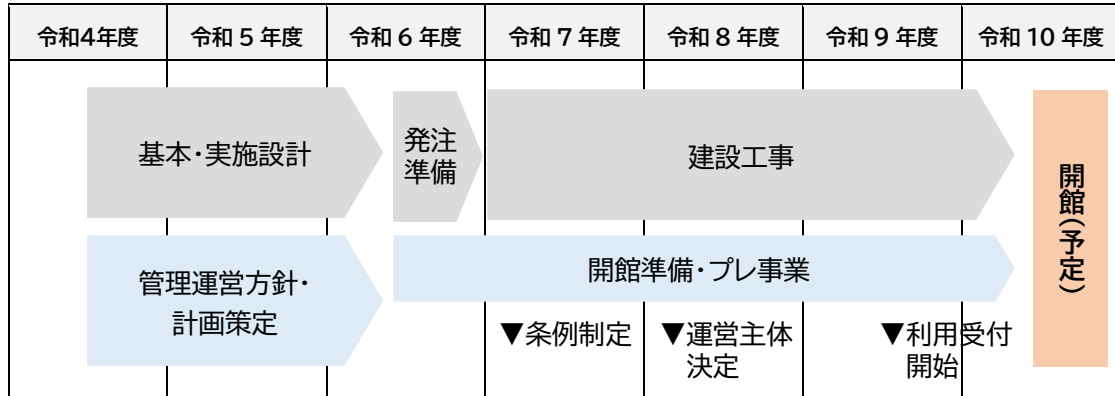 令和4年度 令和5年度 令和6年度 令和7年度 令和8年度 令和9年度 令和10年度
基本・実施設計
発注
準備
建設工事
開館(予定)
管理運営方針・
計画策定
開館準備・プレ事業
▼条例制定
▼運営主体
決定
▼利用受付
開始